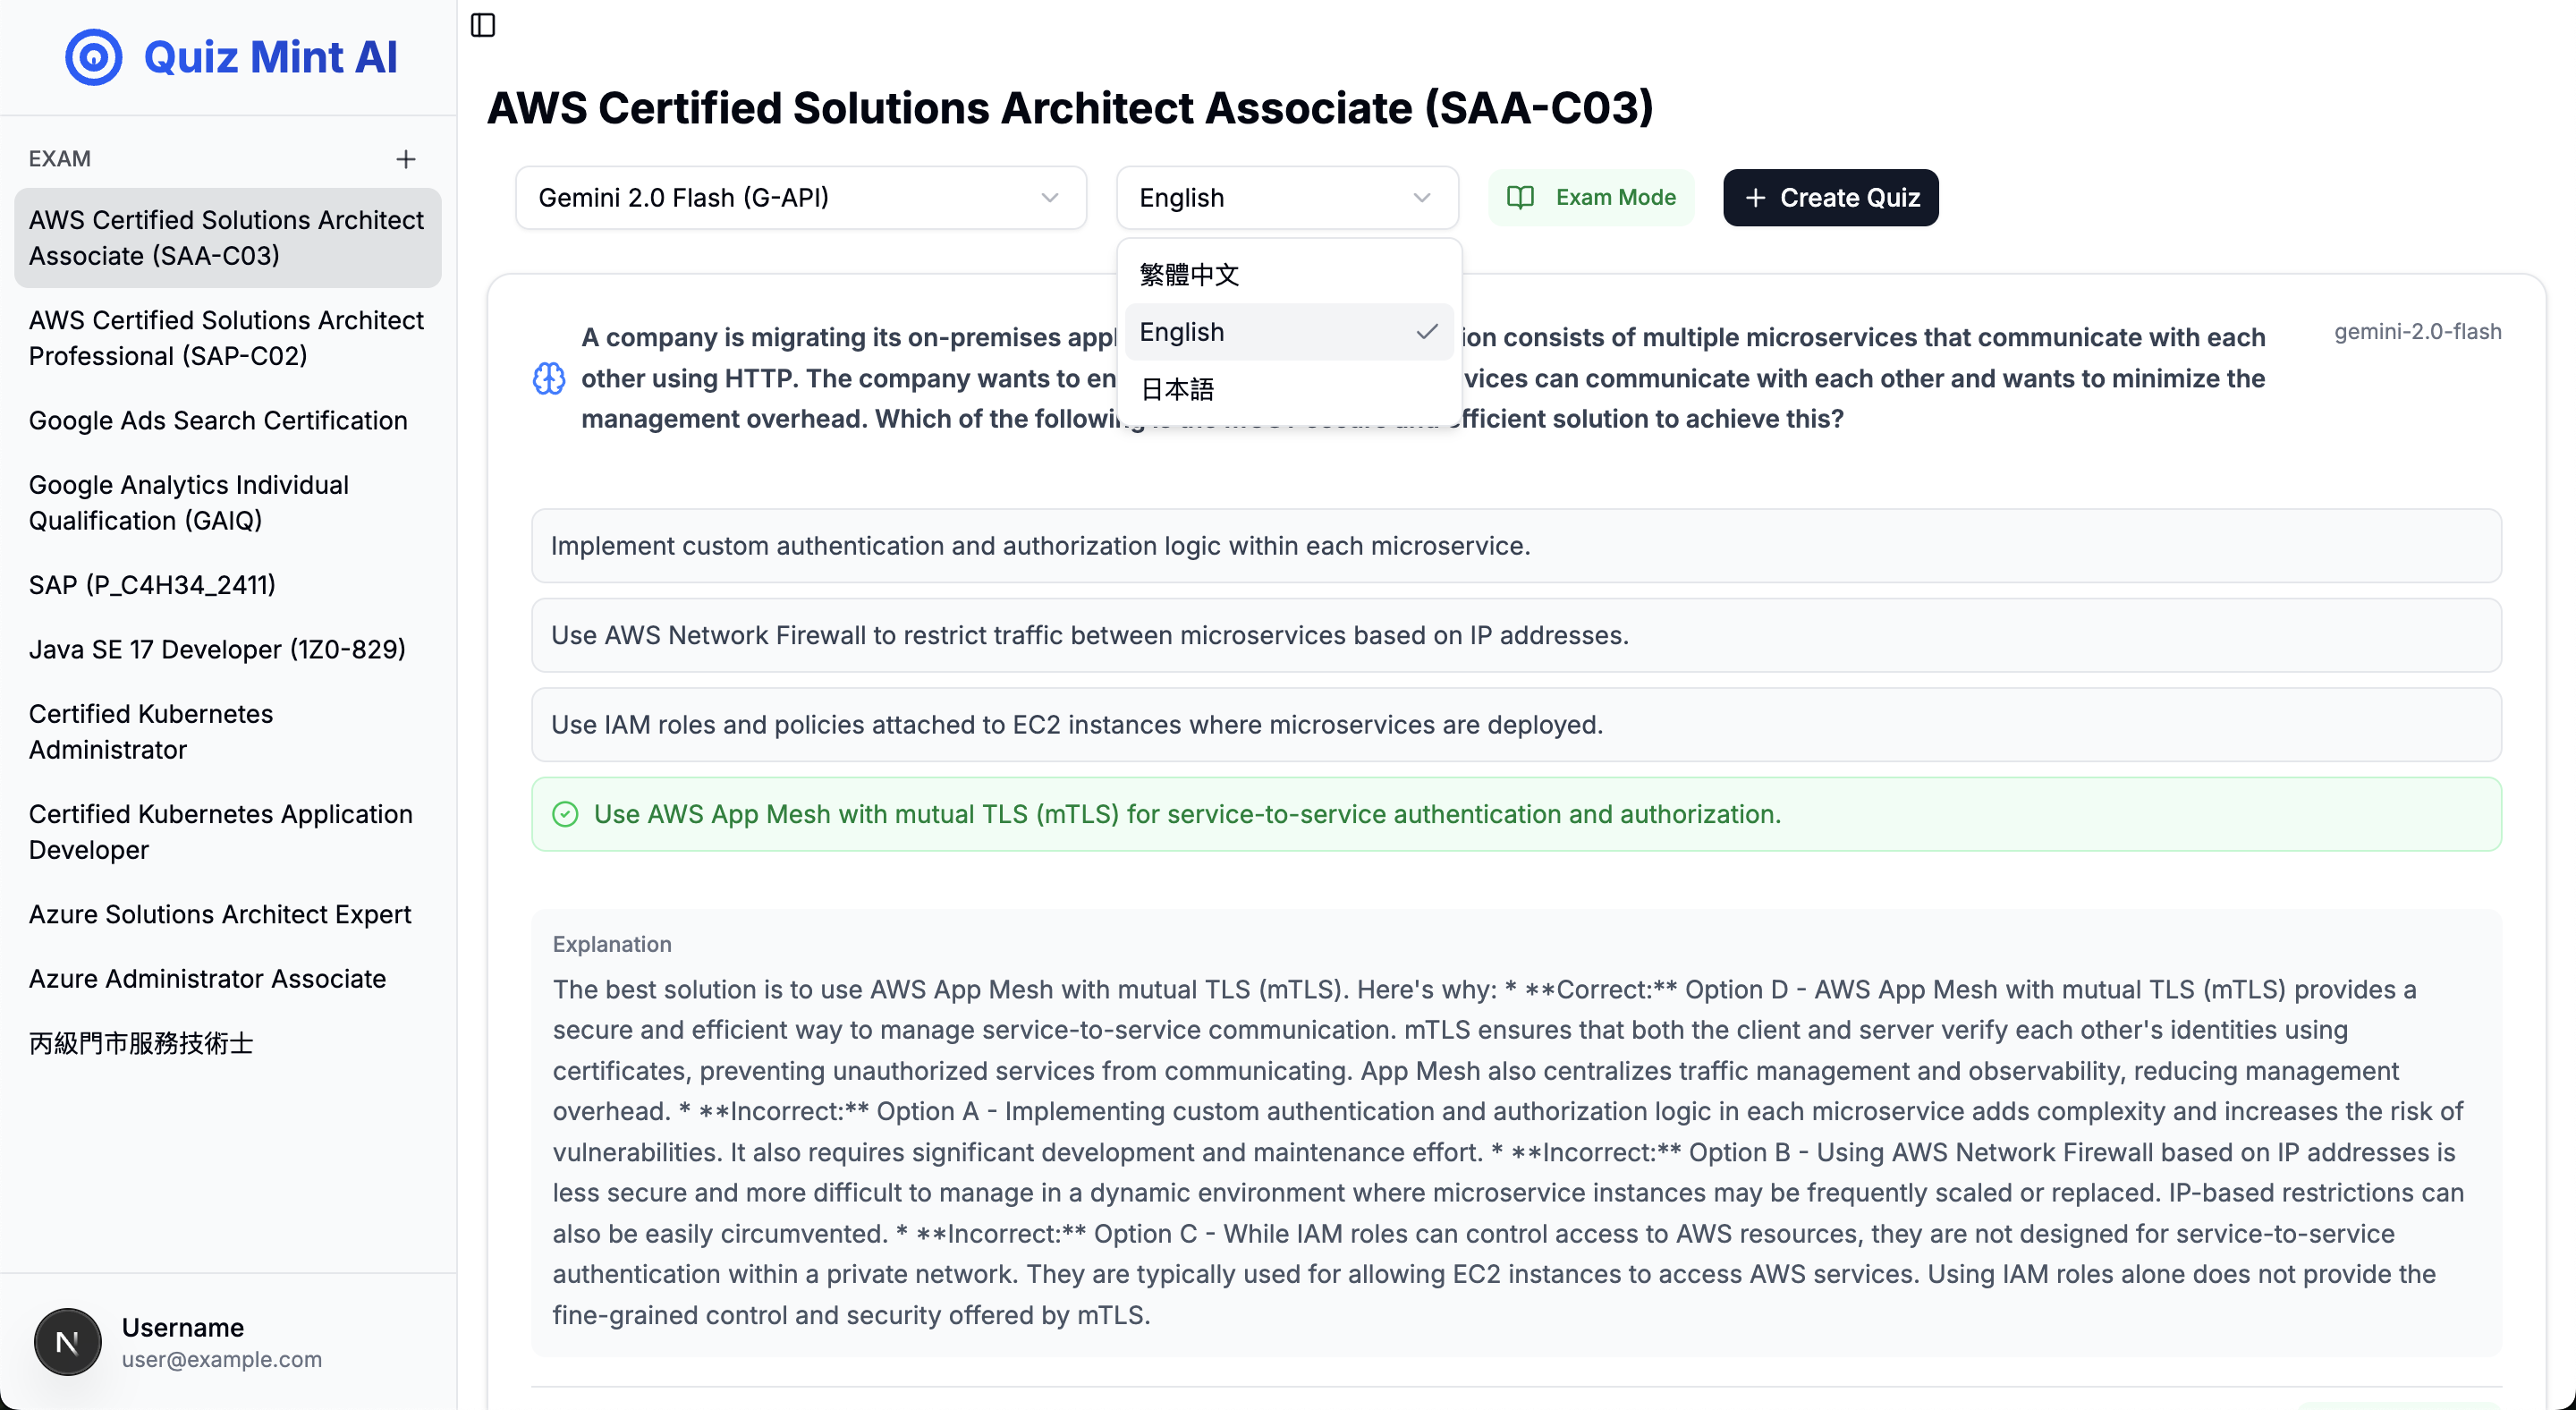 Quiz Mint AI
EXAM
AWS Certified Solutions Architect
Associate (SAA-C03)
AWS Certified Solutions Architect
Professional (SAP-C02)
Google Ads Search Certification
Google Analytics Individual
Qualification (GAIQ)
SAP (P_C4H34_2411)
Java SE 17 Developer (1Z0-829)
Certified Kubernetes
Administrator
Certified Kubernetes Application
Developer
Azure Solutions Architect Expert
Azure Administrator Associate
丙級門市服務技術士
N
Username
user@example.com
AWS Certified Solutions Architect Associate (SAA-C03)
Gemini 2.0 Flash (G-API)
English
Exam Mode
+ Create Quiz
繁體中文
English
日本語
A company is migrating its on-premises appl ion consists of multiple microservices that communicate with each
other using HTTP. The company wants to en vices can communicate with each other and wants to minimize the
management overhead. Which of the following efficient solution to achieve this?
gemini-2.0-flash
Implement custom authentication and authorization logic within each microservice.
Use AWS Network Firewall to restrict traffic between microservices based on IP addresses.
Use IAM roles and policies attached to EC2 instances where microservices are deployed.
Use AWS App Mesh with mutual TLS (mTLS) for service-to-service authentication and authorization.
Explanation
The best solution is to use AWS App Mesh with mutual TLS (mTLS). Here's why: * **Correct:** Option D - AWS App Mesh with mutual TLS (mTLS) provides a
secure and efficient way to manage service-to-service communication. mTLS ensures that both the client and server verify each other's identities using
certificates, preventing unauthorized services from communicating. App Mesh also centralizes traffic management and observability, reducing management
overhead. * **Incorrect:** Option A - Implementing custom authentication and authorization logic in each microservice adds complexity and increases the risk of
vulnerabilities. It also requires significant development and maintenance effort. * **Incorrect:** Option B - Using AWS Network Firewall based on IP addresses is
less secure and more difficult to manage in a dynamic environment where microservice instances may be frequently scaled or replaced. IP-based restrictions can
also be easily circumvented. * **Incorrect:** Option C - While IAM roles can control access to AWS resources, they are not designed for service-to-service
authentication within a private network. They are typically used for allowing EC2 instances to access AWS services. Using IAM roles alone does not provide the
fine-grained control and security offered by mTLS.